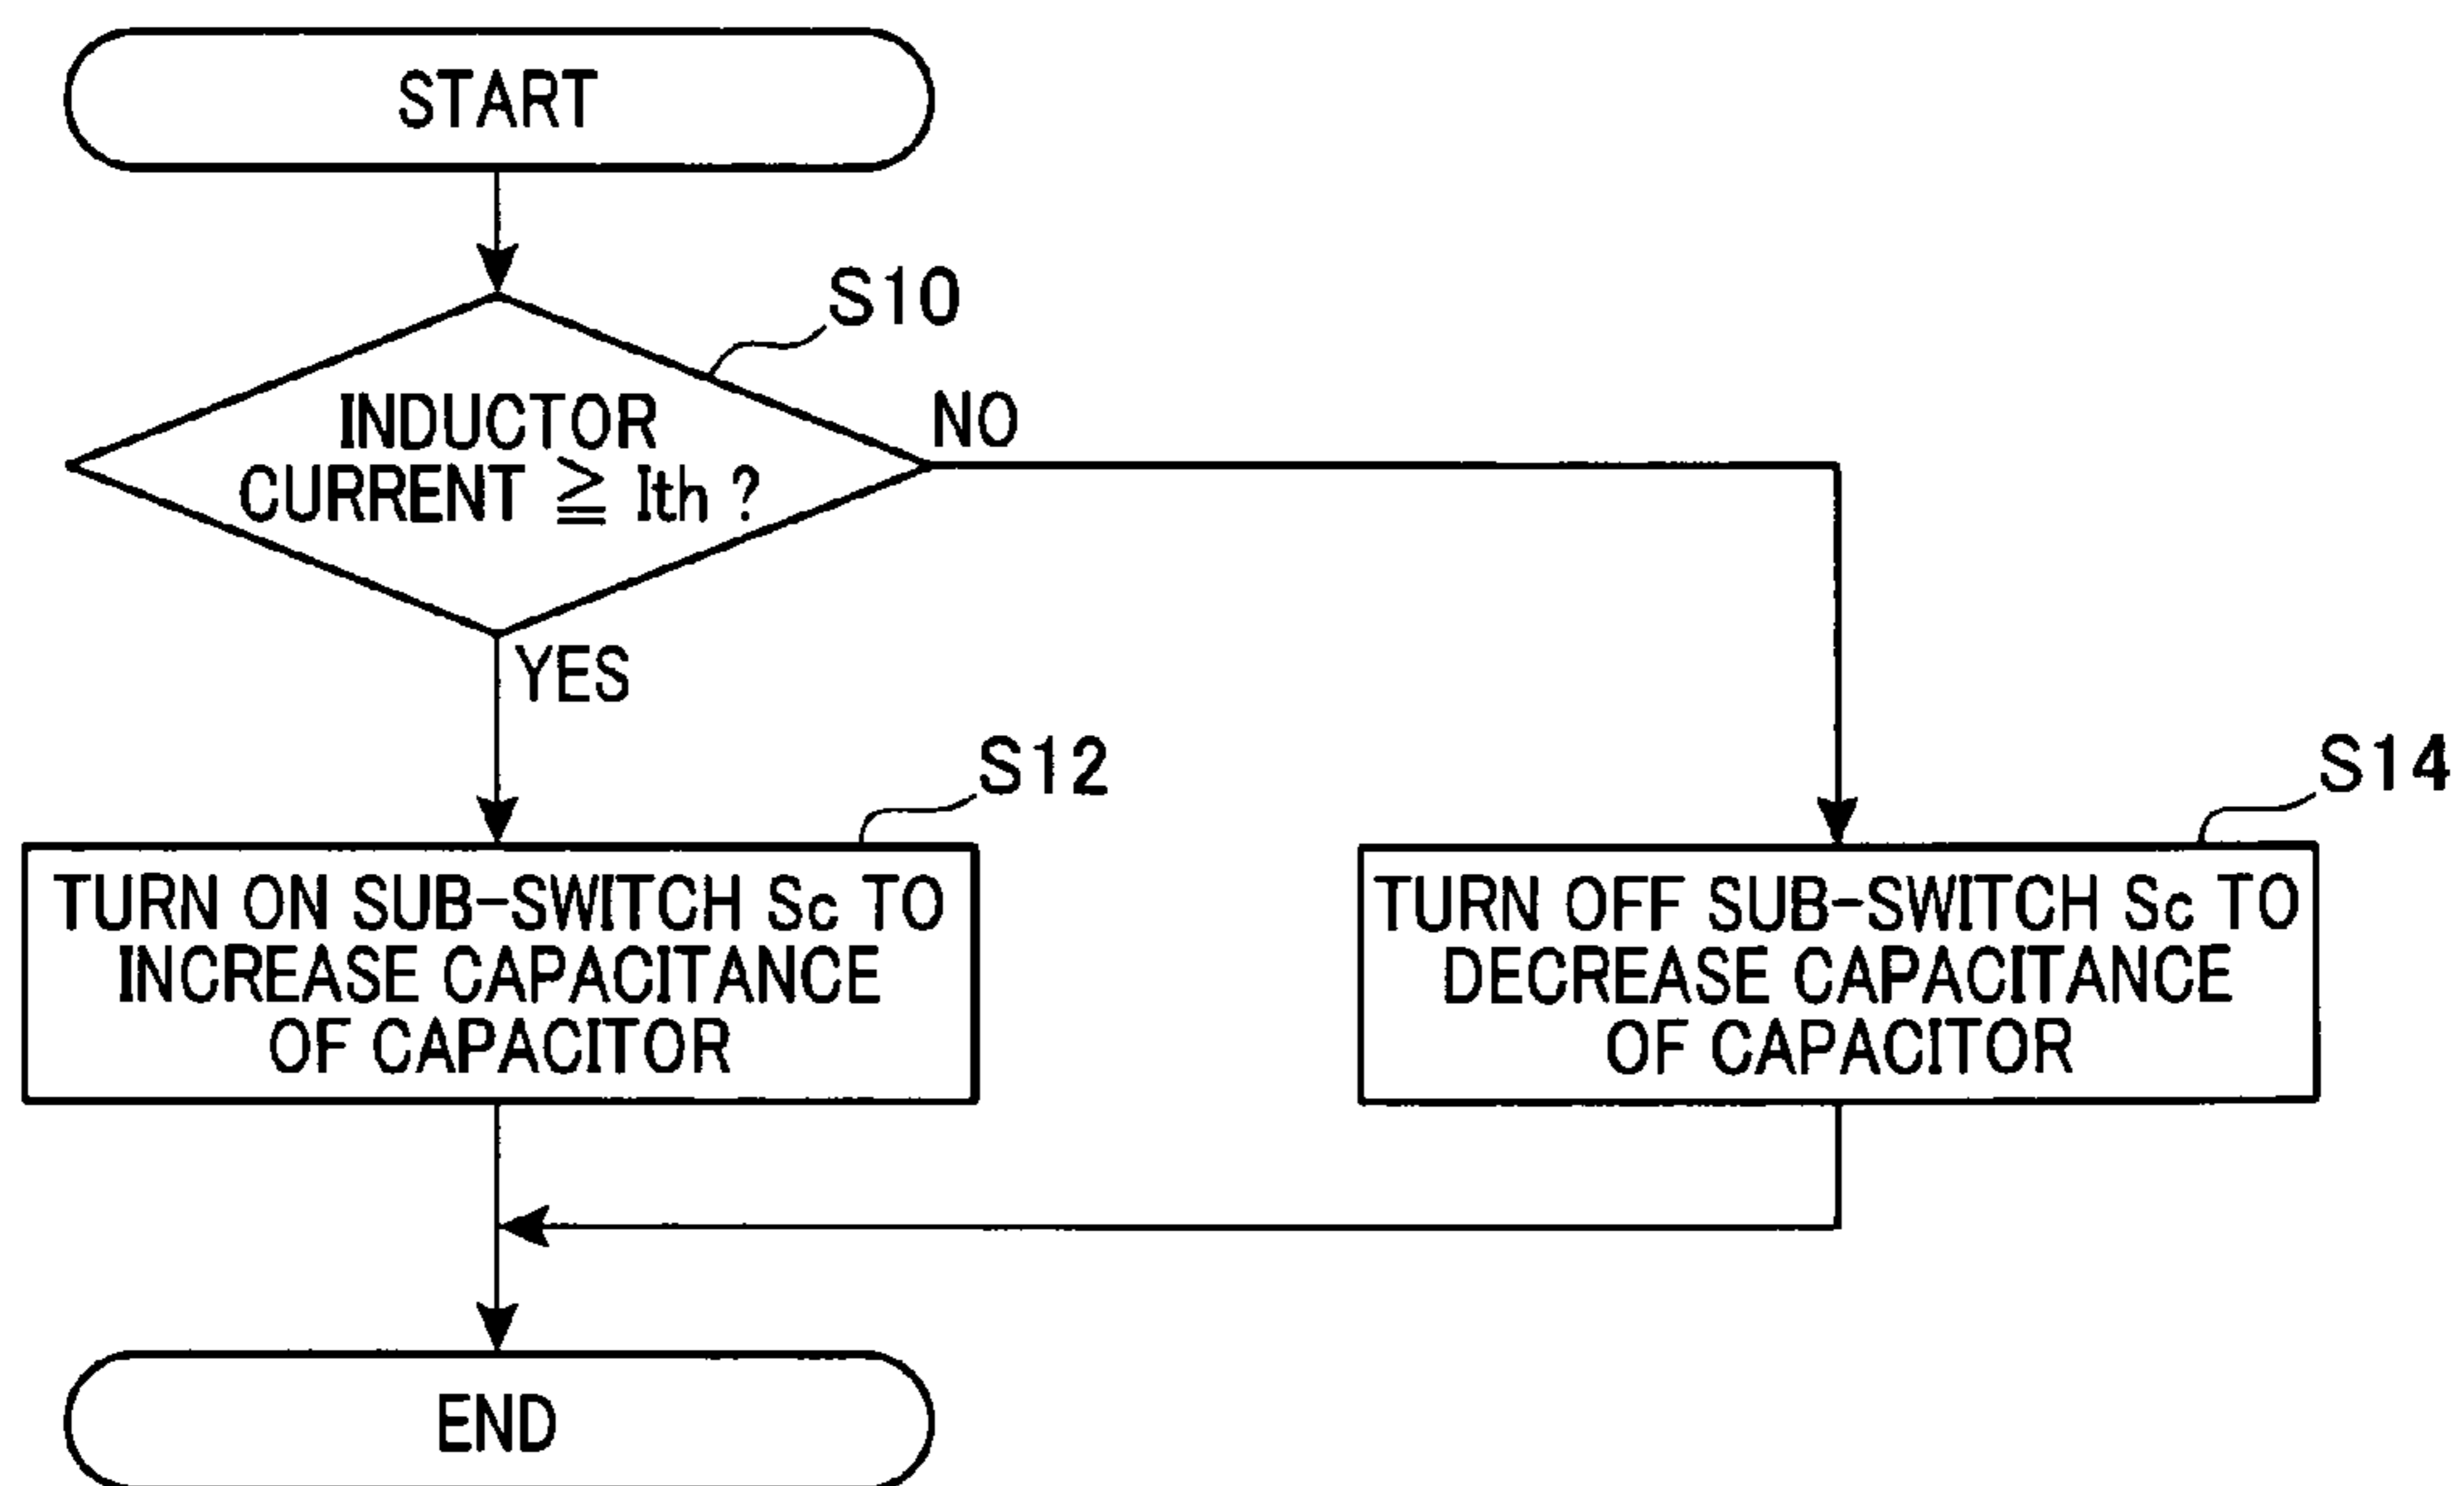 START
S10
INDUCTOR
CURRENT ≧ Ith ?
NO
YES
S12
TURN ON SUB-SWITCH Sc TO
INCREASE CAPACITANCE
OF CAPACITOR
S14
TURN OFF SUB-SWITCH Sc TO
DECREASE CAPACITANCE
OF CAPACITOR
END